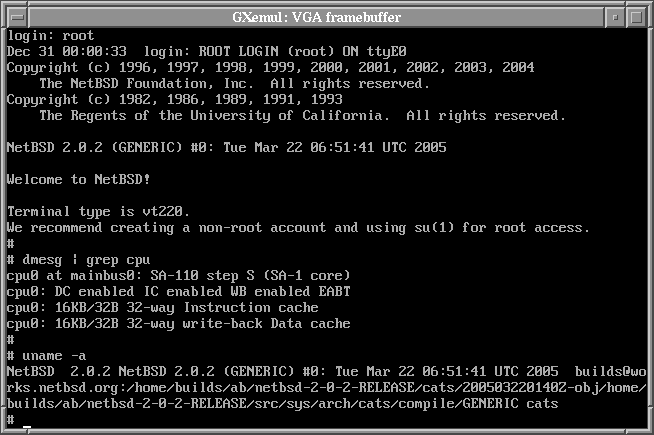 GXemul: VGA framebuffer
login: root
Dec 31 00:00:33  login: ROOT LOGIN (root) ON ttyE0
Copyright (c) 1996, 1997, 1998, 1999, 2000, 2001, 2002, 2003, 2004
    The NetBSD Foundation, Inc.  All rights reserved.
Copyright (c) 1982, 1986, 1989, 1991, 1993
    The Regents of the University of California.  All rights reserved.

NetBSD 2.0.2 (GENERIC) #0: Tue Mar 22 06:51:41 UTC 2005

Welcome to NetBSD!

Terminal type is vt220.
We recommend creating a non-root account and using su(1) for root access.
#
# dmesg | grep cpu
cpu0 at mainbus0: SA-110 step S (SA-1 core)
cpu0: DC enabled IC enabled WB enabled EABT
cpu0: 16KB/32B 32-way Instruction cache
cpu0: 16KB/32B 32-way write-back Data cache
#
# uname -a
NetBSD  2.0.2 NetBSD 2.0.2 (GENERIC) #0: Tue Mar 22 06:51:41 UTC 2005  builds@wo
rks.netbsd.org:/home/builds/ab/netbsd-2-0-2-RELEASE/cats/200503220140Z-obj/home/
builds/ab/netbsd-2-0-2-RELEASE/src/sys/arch/cats/compile/GENERIC cats
#